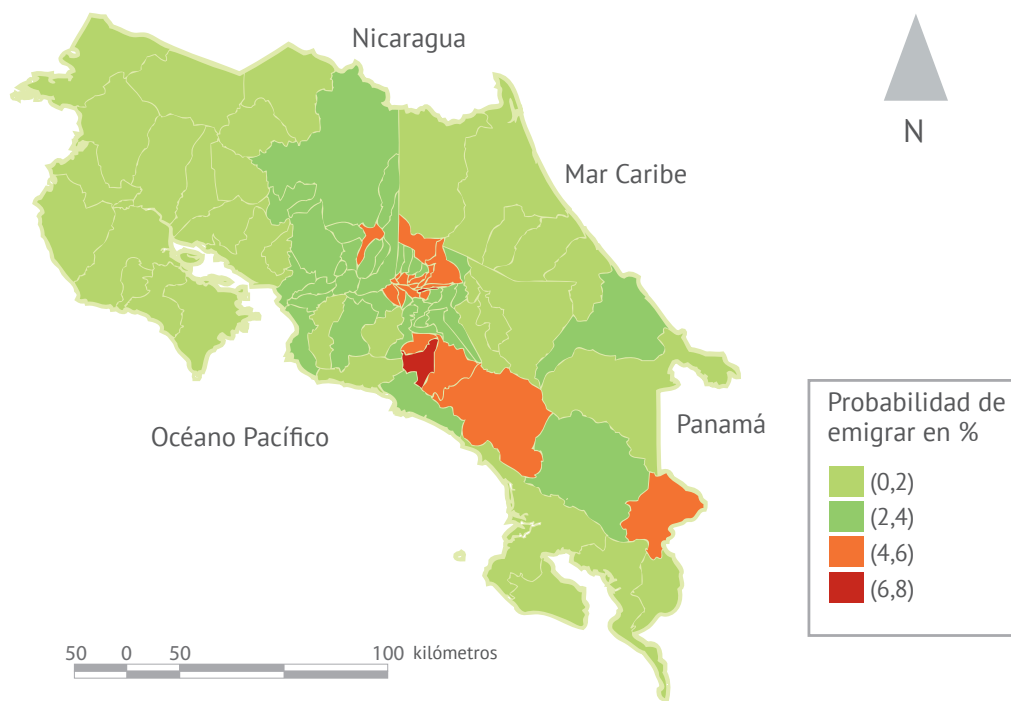 Nicaragua
N
Mar Caribe
Océano Pacífico
Panamá
Probabilidad de
emigrar en %
(0,2)
(2,4)
(4,6)
(6,8)
50 0 50 100 kilómetros